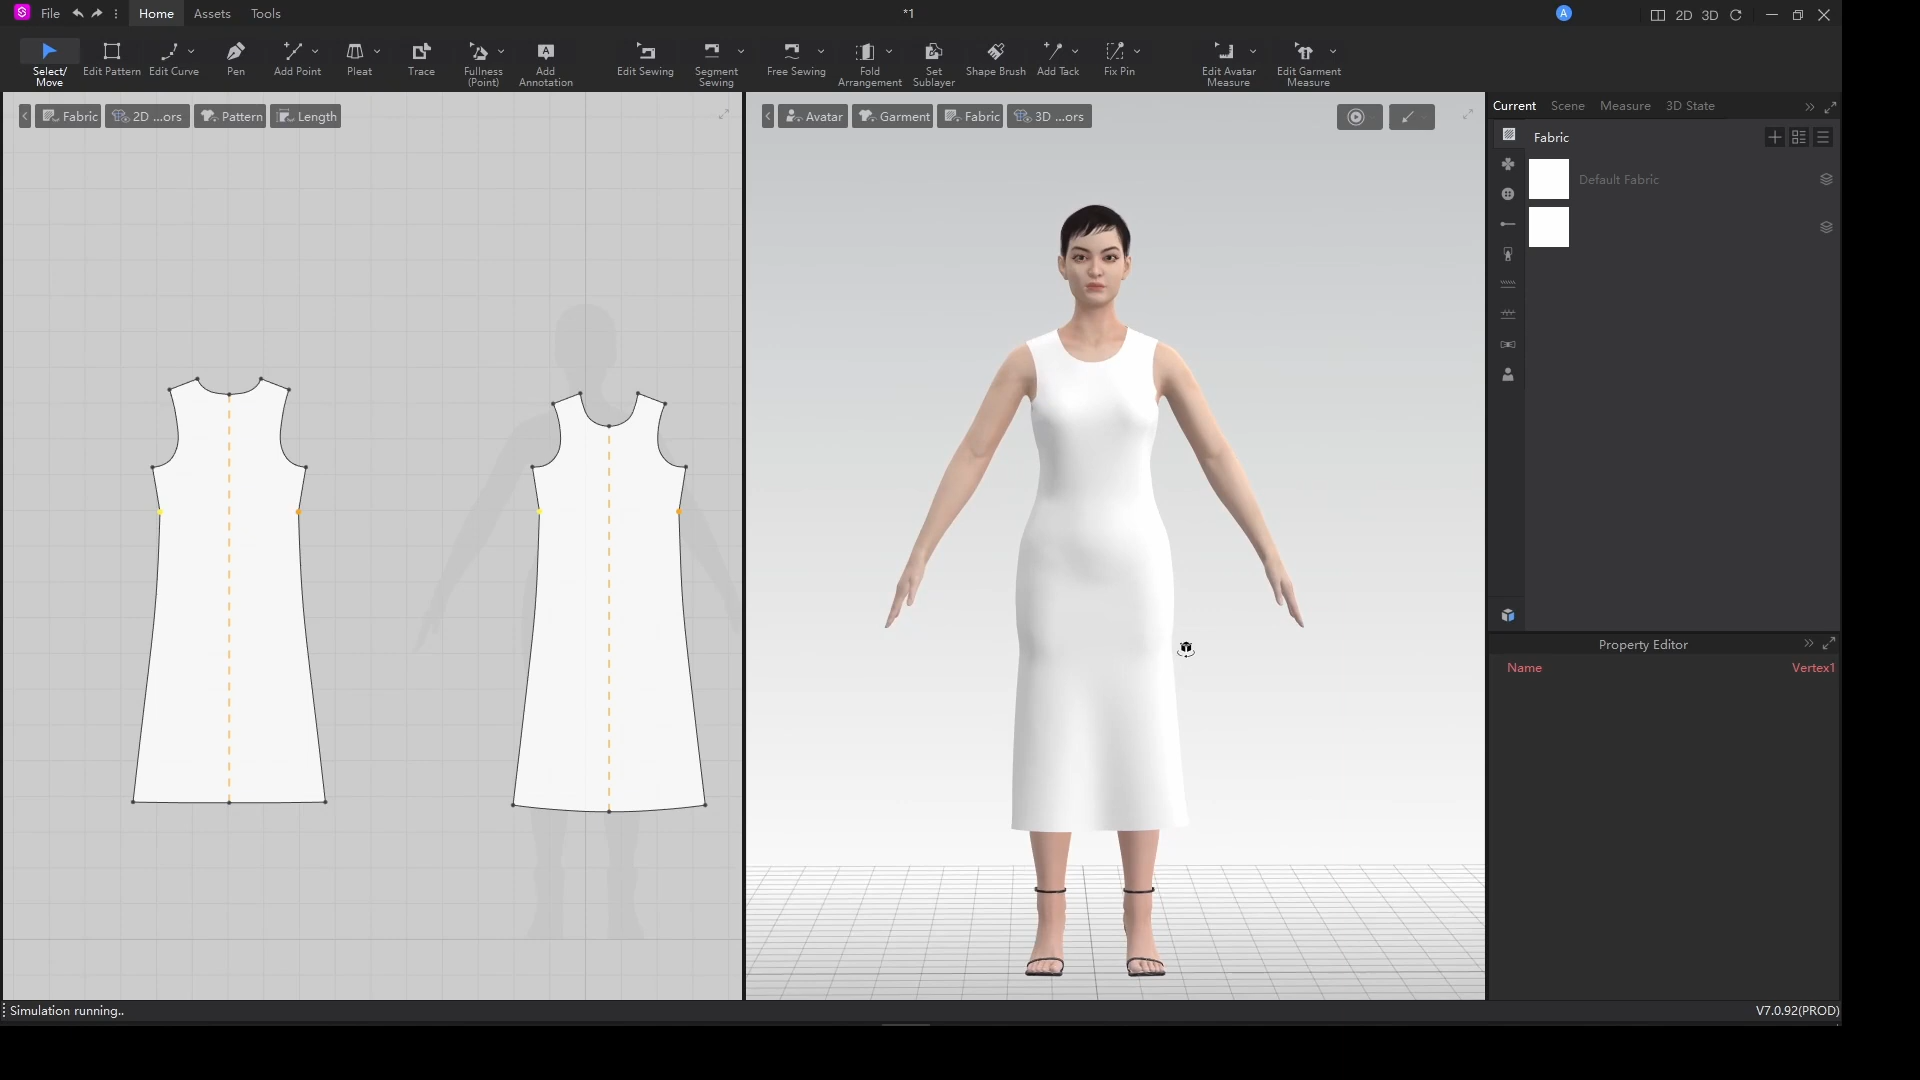 File Home Assets Tools *1 A 2D 3D
Select/ Move Edit Pattern Edit Curve Pen Add Point Pleat Trace Fullness (Point) A Add Annotation Edit Sewing Segment Sewing Free Sewing Fold Arrangement Set Sublayer Shape Brush Add Tack Fix Pin Edit Avatar Measure Edit Garment Measure
Fabric 2D ...ors Pattern Length
Avatar Garment Fabric 3D ...ors
Current Scene Measure 3D State
Fabric
Default Fabric
Property Editor
Name Vertex1
Simulation running.. V7.0.92(PROD)